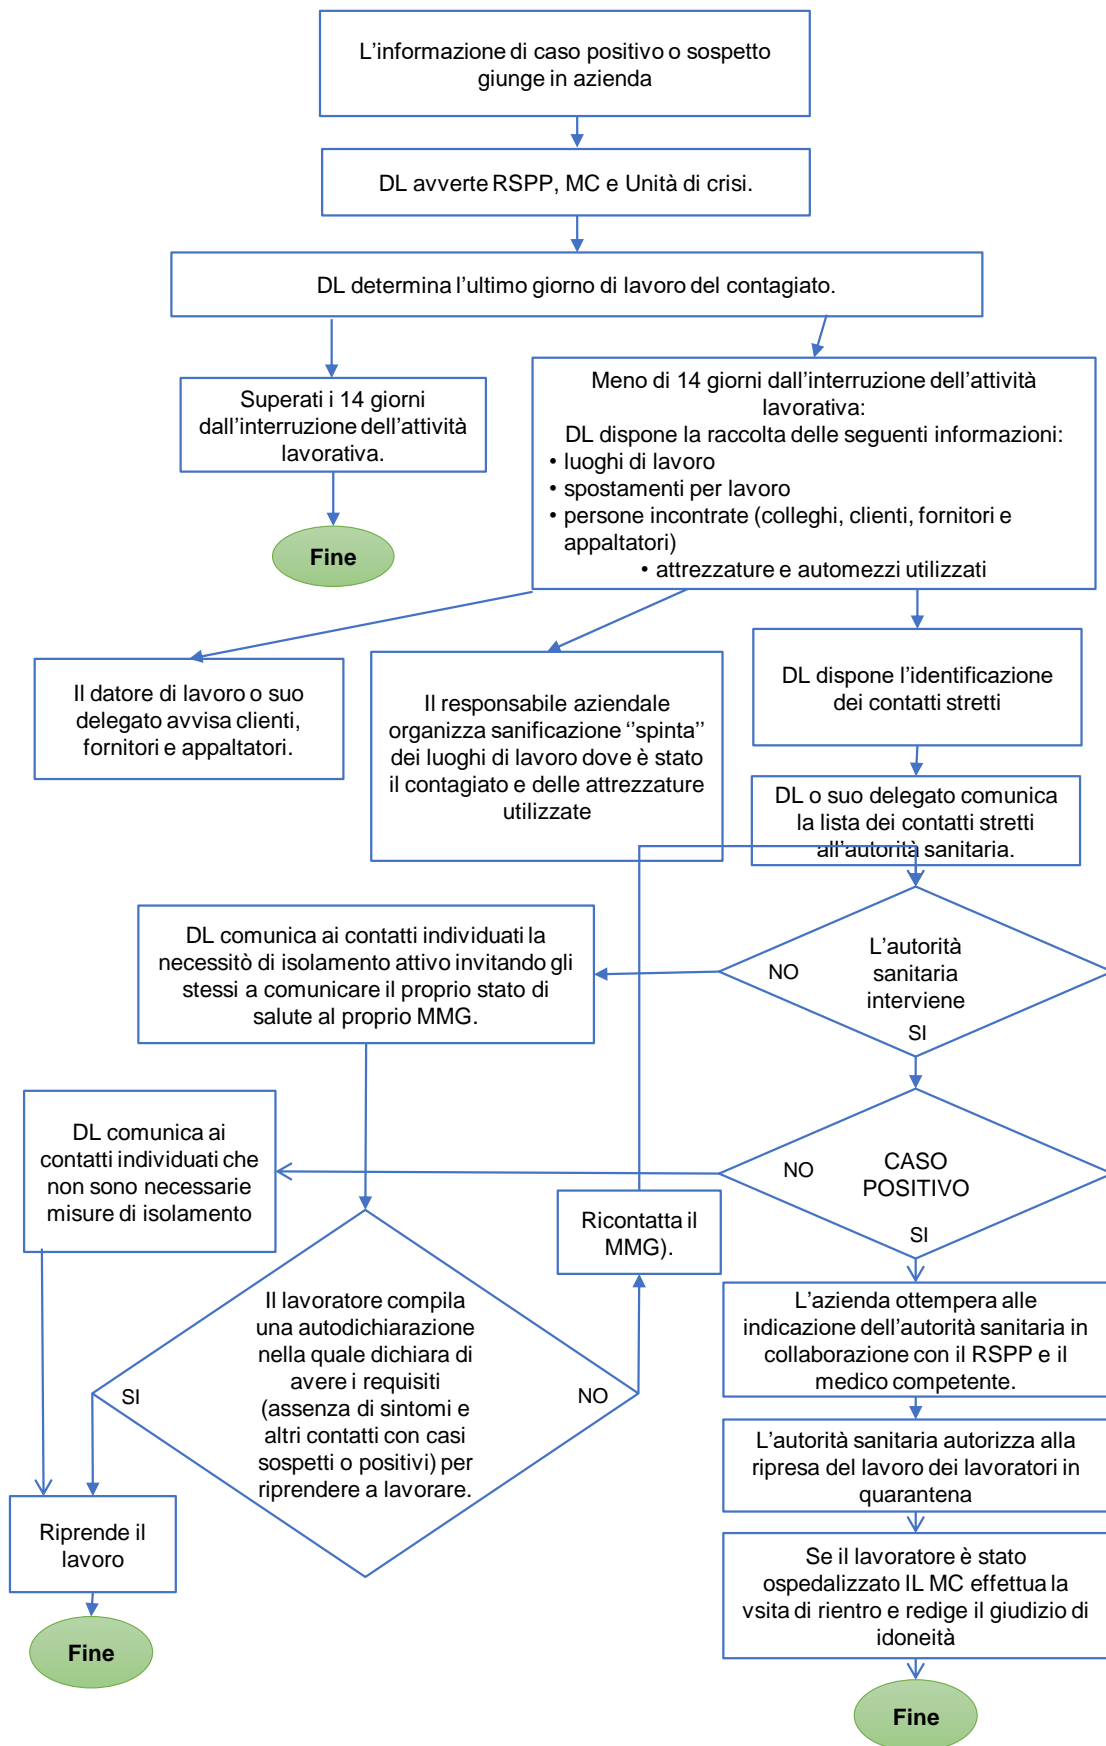 L'informazione di caso positivo o sospetto
giunge in azienda
DL avverte RSPP, MC e Unità di crisi.
DL determina l'ultimo giorno di lavoro del contagiato.
Superati i 14 giorni
dall'interruzione dell'attività
lavorativa.
Fine
Meno di 14 giorni dall'interruzione dell'attività
lavorativa:
DL dispone la raccolta delle seguenti informazioni:
• luoghi di lavoro
• spostamenti per lavoro
• persone incontrate (colleghi, clienti, fornitori e
appaltatori)
• attrezzature e automezzi utilizzati
Il datore di lavoro o suo
delegato avvisa clienti,
fornitori e appaltatori.
Il responsabile aziendale
organizza sanificazione ‘‘spinta’’
dei luoghi di lavoro dove è stato
il contagiato e delle attrezzature
utilizzate
DL dispone l'identificazione
dei contatti stretti
DL o suo delegato comunica
la lista dei contatti stretti
all'autorità sanitaria.
L'autorità
sanitaria
interviene
NO
SI
DL comunica ai contatti individuati la
necessitò di isolamento attivo invitando gli
stessi a comunicare il proprio stato di
salute al proprio MMG.
CASO
POSITIVO
NO
SI
DL comunica ai
contatti individuati che
non sono necessarie
misure di isolamento
Ricontatta il
MMG).
Il lavoratore compila
una autodichiarazione
nella quale dichiara di
avere i requisiti
(assenza di sintomi e
altri contatti con casi
sospetti o positivi) per
riprendere a lavorare.
SI
NO
L'azienda ottempera alle
indicazione dell'autorità sanitaria in
collaborazione con il RSPP e il
medico competente.
L'autorità sanitaria autorizza alla
ripresa del lavoro dei lavoratori in
quarantena
Riprende il
lavoro
Se il lavoratore è stato
ospedalizzato IL MC effettua la
vsita di rientro e redige il giudizio di
idoneità
Fine
Fine